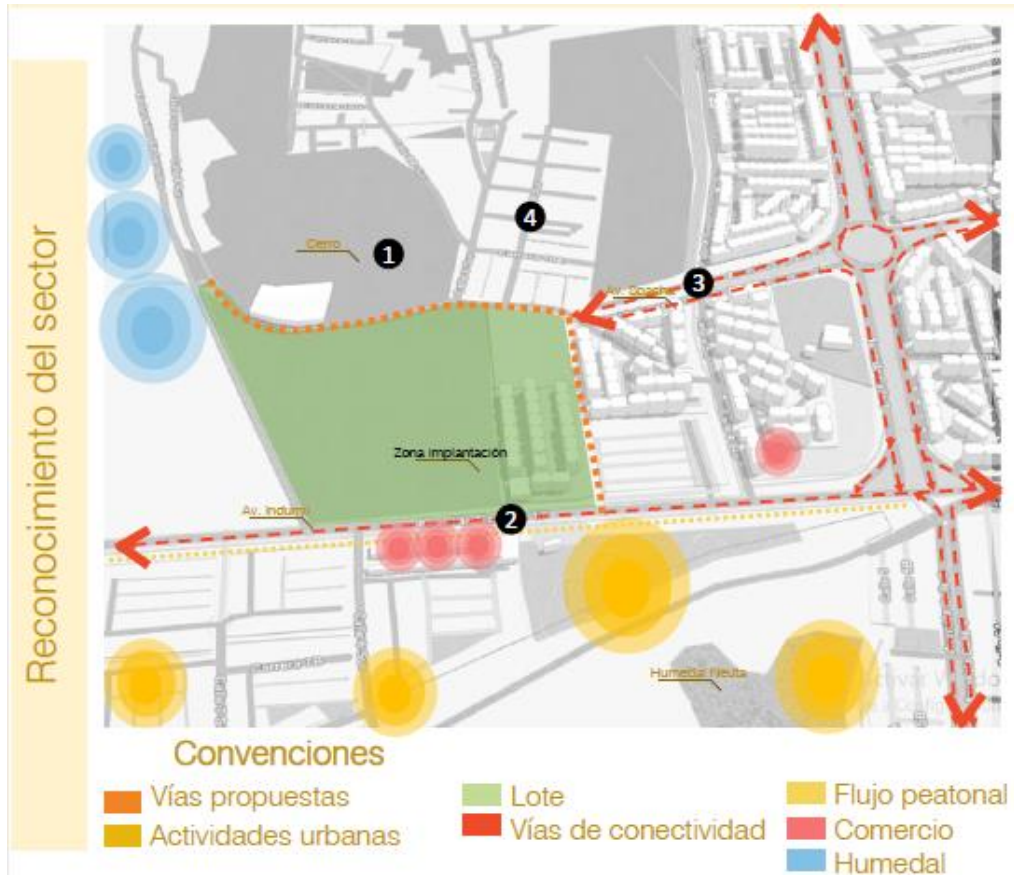 Reconocimiento del sector
4
Cerro
1
3
Av. Soacha
Zona Implantación
Av. Indumil
2
Humedal Neuta
Convenciones
Vías propuestas
Lote
Flujo peatonal
Actividades urbanas
Vías de conectividad
Comercio
Humedal